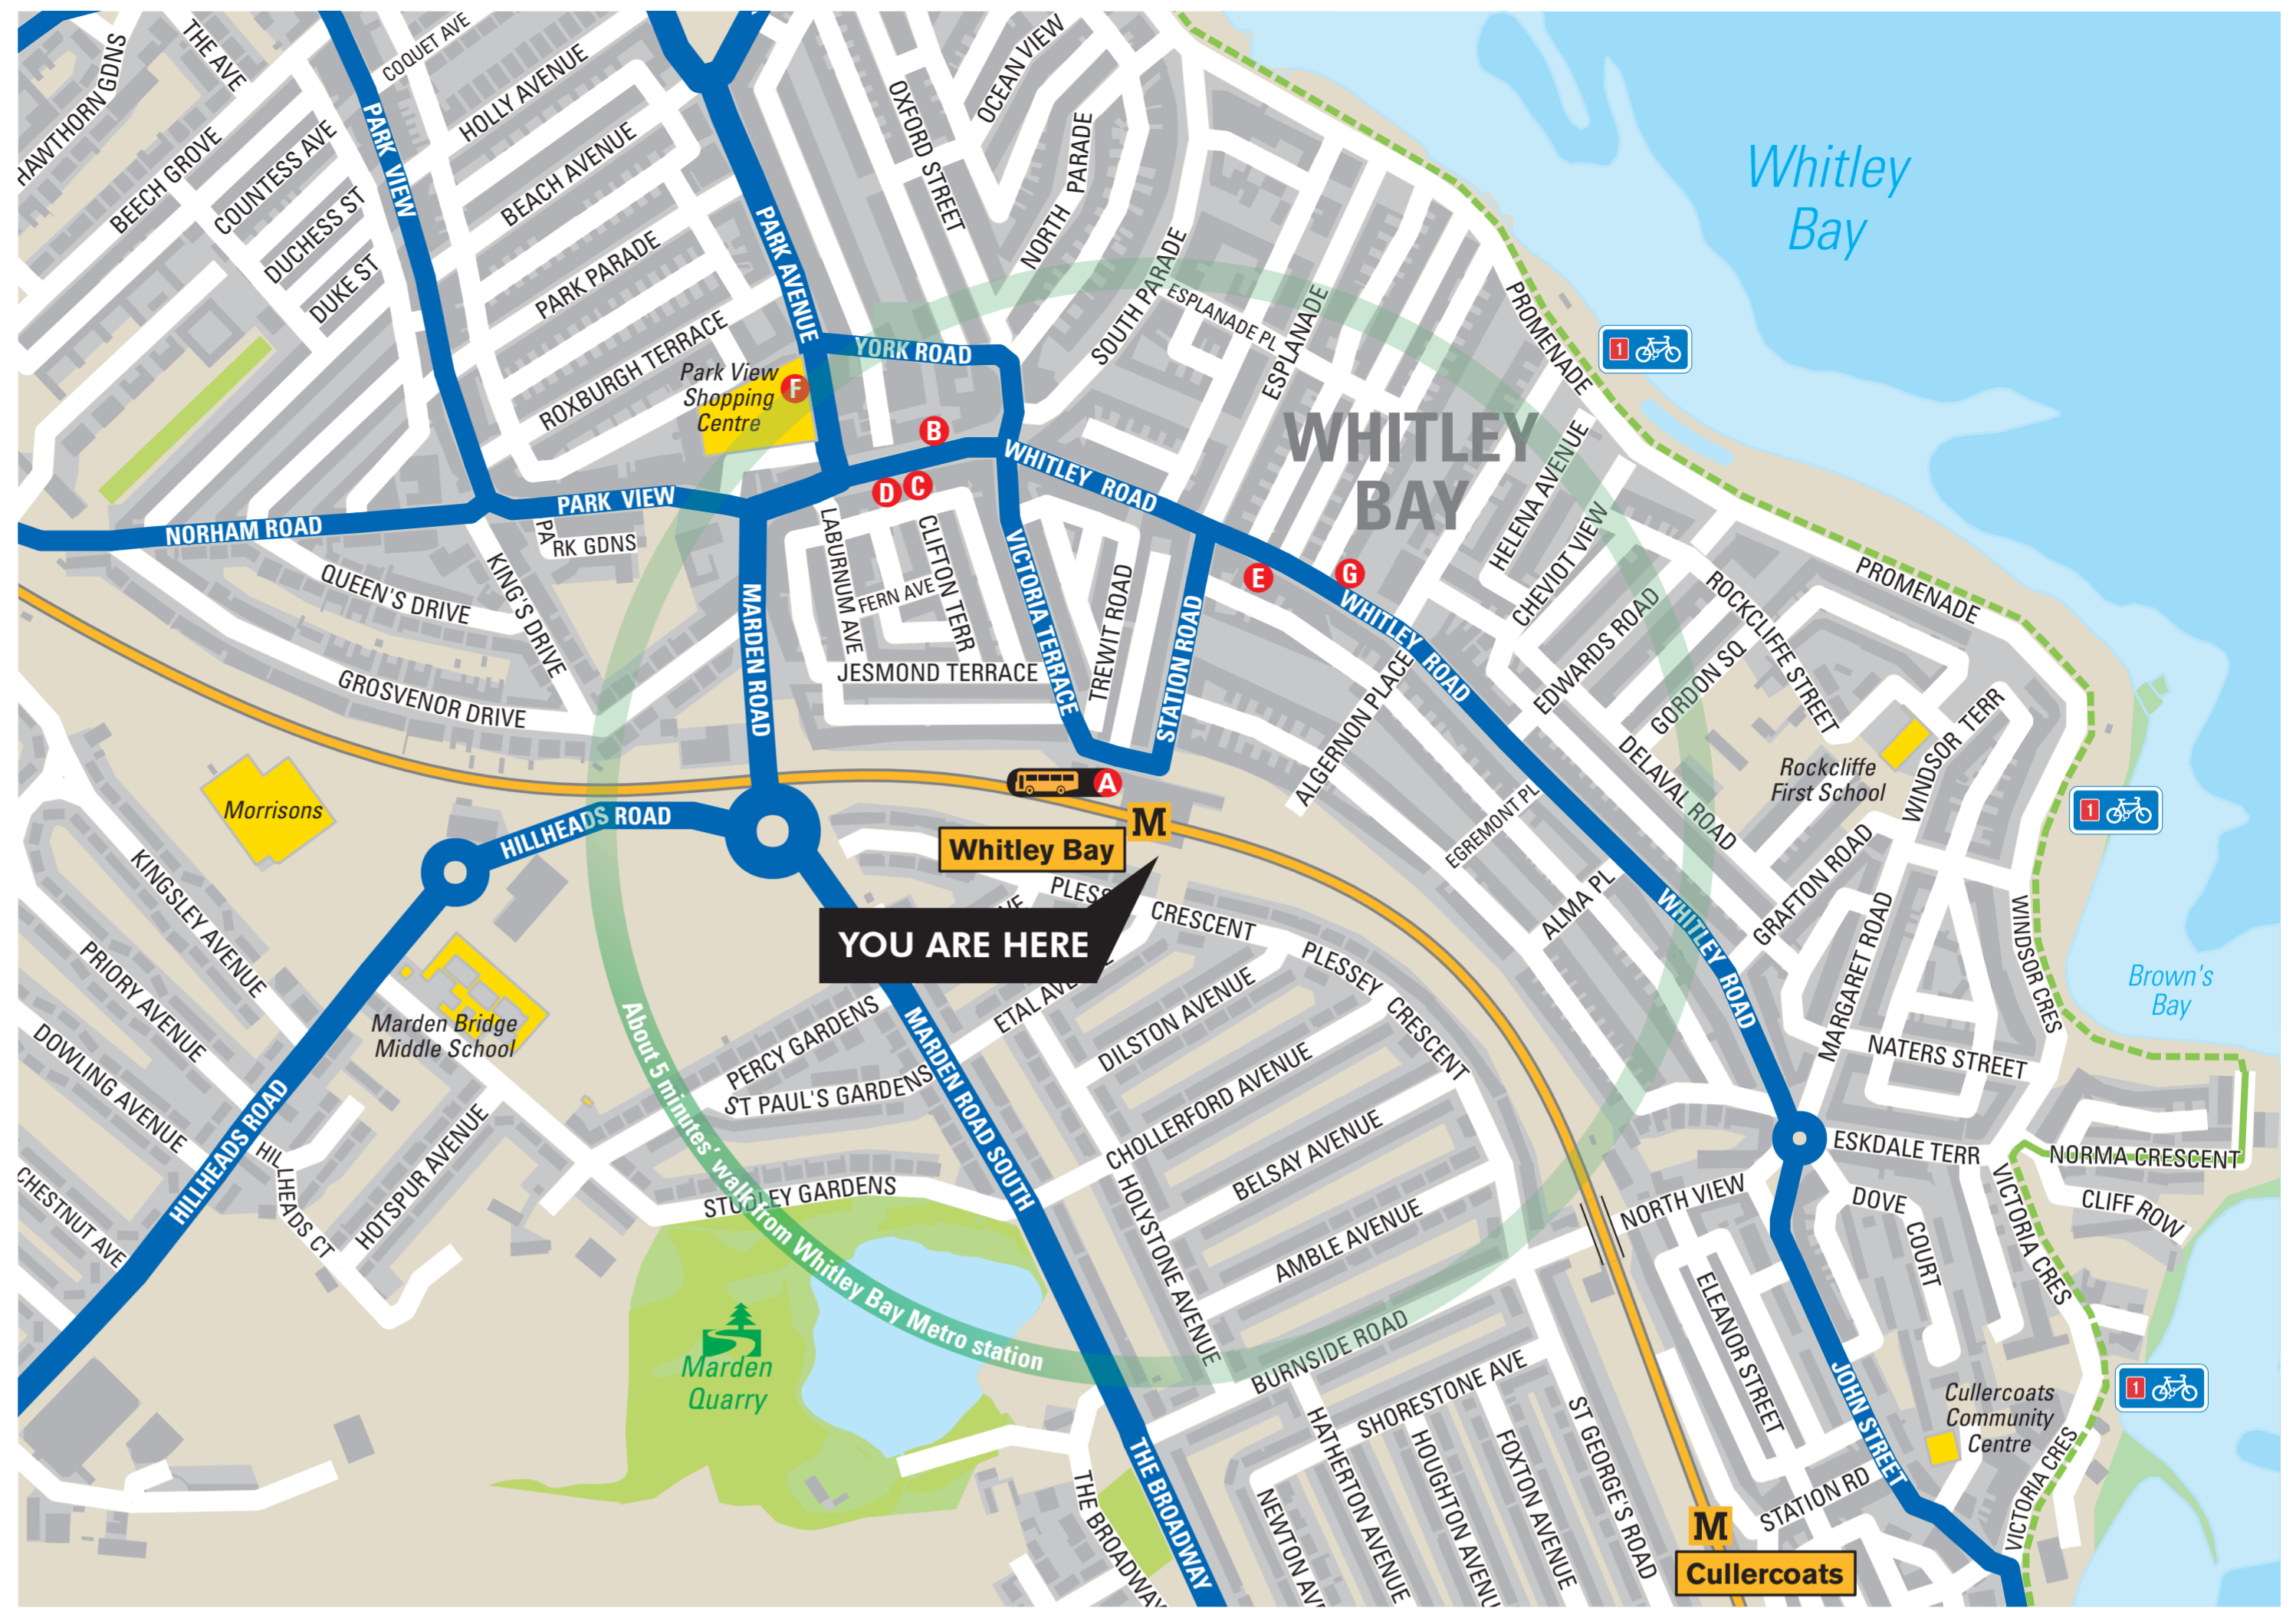 HAWTHORN GDNS
THE AVE
COQUET AVE
HOLLY AVENUE
BEECH GROVE
COUNTESS AVE
DUCHESS ST
DUKE ST
PARK VIEW
BEACH AVENUE
PARK PARADE
ROXBURGH TERRACE
PARK AVENUE
OXFORD STREET
OCEAN VIEW
NORTH PARADE
SOUTH PARADE
ESPLANADE PL
ESPLANADE
PROMENADE
Whitley
Bay
1
YORK ROAD
Park View
Shopping
Centre
F
B
D
C
WHITLEY ROAD
WHITLEY
BAY
HELENA AVENUE
CHEVIOT VIEW
NORHAM ROAD
PARK VIEW
PARK GDNS
QUEEN'S DRIVE
KING'S DRIVE
GROSVENOR DRIVE
MARDEN ROAD
LABURNUM AVE
FERN AVE
CLIFTON TERR
JESMOND TERRACE
VICTORIA TERRACE
TREWIT ROAD
STATION ROAD
E
G
WHITLEY ROAD
ALGERNON PLACE
EDWARDS ROAD
GORDON SQ
ROCKCLIFFE STREET
PROMENADE
DELAVAL ROAD
Rockcliffe
First School
WINDSOR TERR
1
Morrisons
HILLHEADS ROAD
A
M
Whitley Bay
YOU ARE HERE
EGREMONT PL
ALMA PL
GRAFTON ROAD
WHITLEY ROAD
MARGARET ROAD
WINDSOR CRES
Brown's
Bay
KINGSLEY AVENUE
PRIORY AVENUE
DOWLING AVENUE
CHESTNUT AVE
HILLHEADS ROAD
Marden Bridge
Middle School
HILLHEADS CT
HOTSPUR AVENUE
PERCY GARDENS
ST PAUL'S GARDENS
STUDLEY GARDENS
MARDEN ROAD SOUTH
CRESCENT
PLESSEY CRESCENT
ETAL AVE
DILSTON AVENUE
CHOLLERFORD AVENUE
BELSAY AVENUE
AMBLE AVENUE
HOLYSTONE AVENUE
BURNSIDE ROAD
About 5 minutes' walk from Whitley Bay Metro station
Marden
Quarry
NATERS STREET
ESKDALE TERR
NORMA CRESCENT
CLIFF ROW
NORTH VIEW
DOVE COURT
VICTORIA CRES
ELEANOR STREET
JOHN STREET
1
Cullercoats
Community
Centre
VICTORIA CRES
STATION RD
SHORESTONE AVE
HATHERTON AVENUE
HOUGHTON AVENU
FOXTON AVENUE
ST GEORGE'S ROAD
NEWTON AV
THE BROADWAY
THE BROADWAY
M
Cullercoats